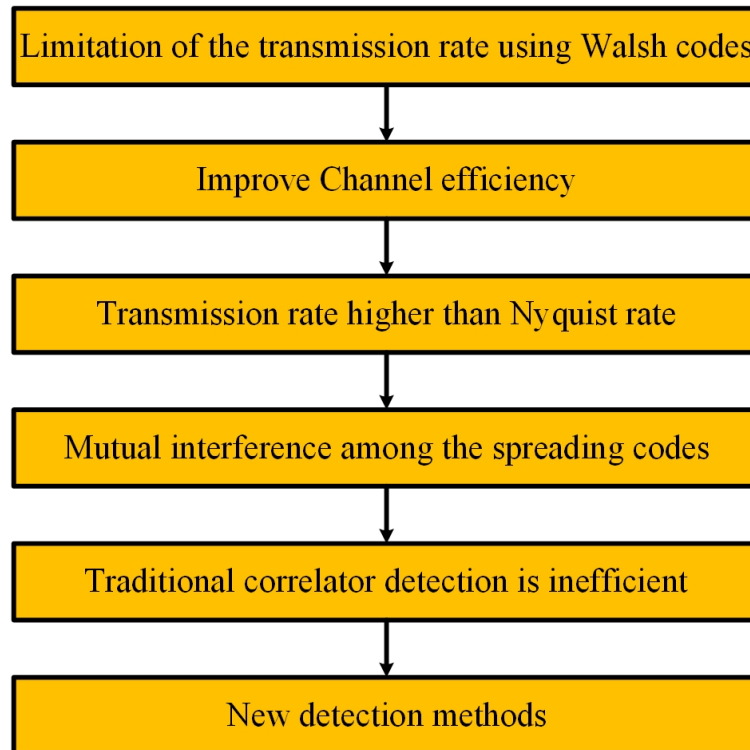 Limitation of the transmission rate using Walsh codes
Improve Channel efficiency
Transmission rate higher than Nyquist rate
Mutual interference among the spreading codes
Traditional correlator detection is inefficient
New detection methods